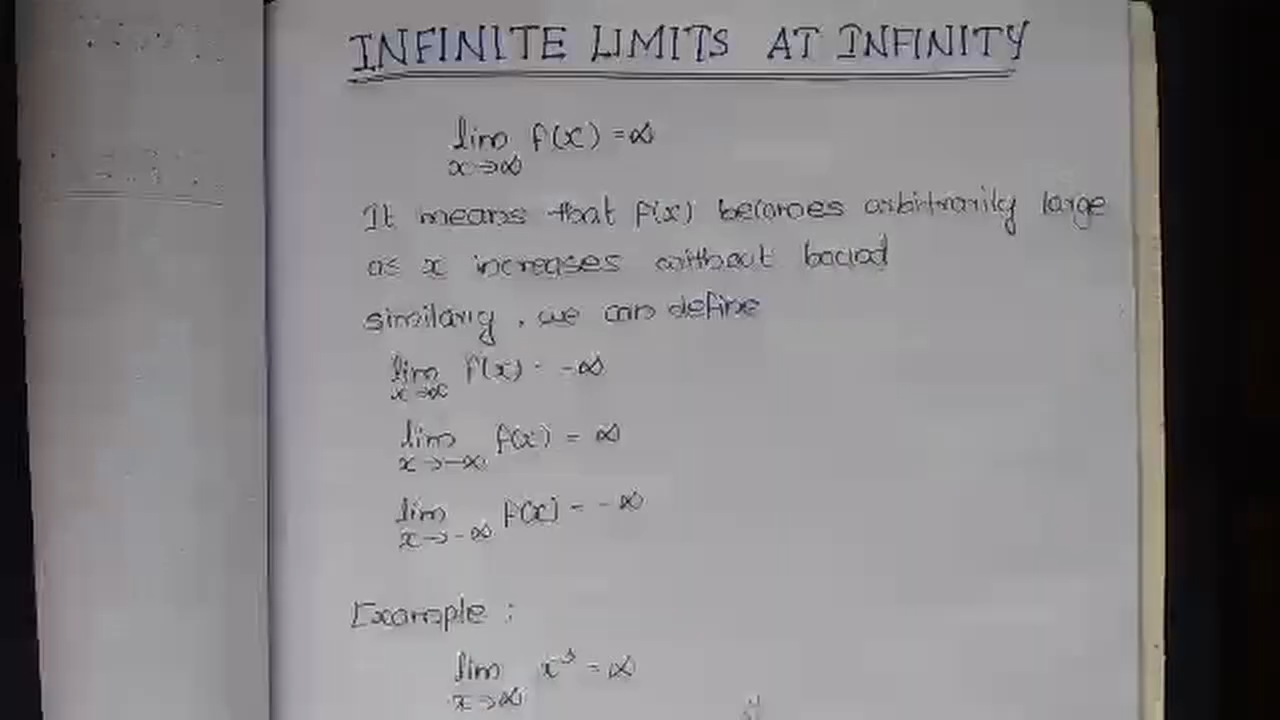 INFINITE LIMITS AT INFINITY
lim f(x) = ∞
x→∞
It means that f(x) becomes arbitrarily large
as x increases without bound
similarly, we can define
lim f(x) = -∞
x→∞
lim f(x) = ∞
x→-∞
lim f(x) = -∞
x→-∞
Example :
lim x³ = ∞
x→∞